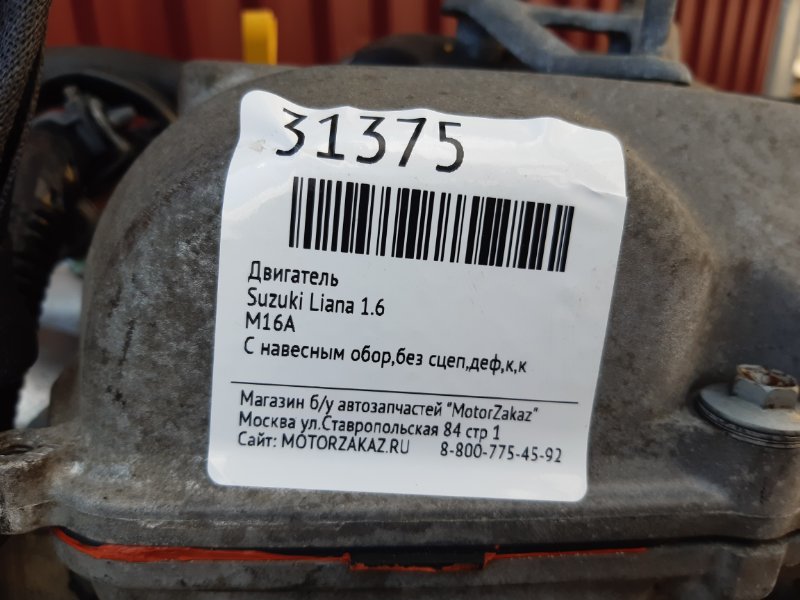 31375
Двигатель
Suzuki Liana 1.6
M16A
С навесным обор,без сцеп,деф,к,к
Магазин б/у автозапчастей "MotorZakaz"
Москва ул.Ставропольская 84 стр 1
Сайт: MOTORZAKAZ.RU 8-800-775-45-92